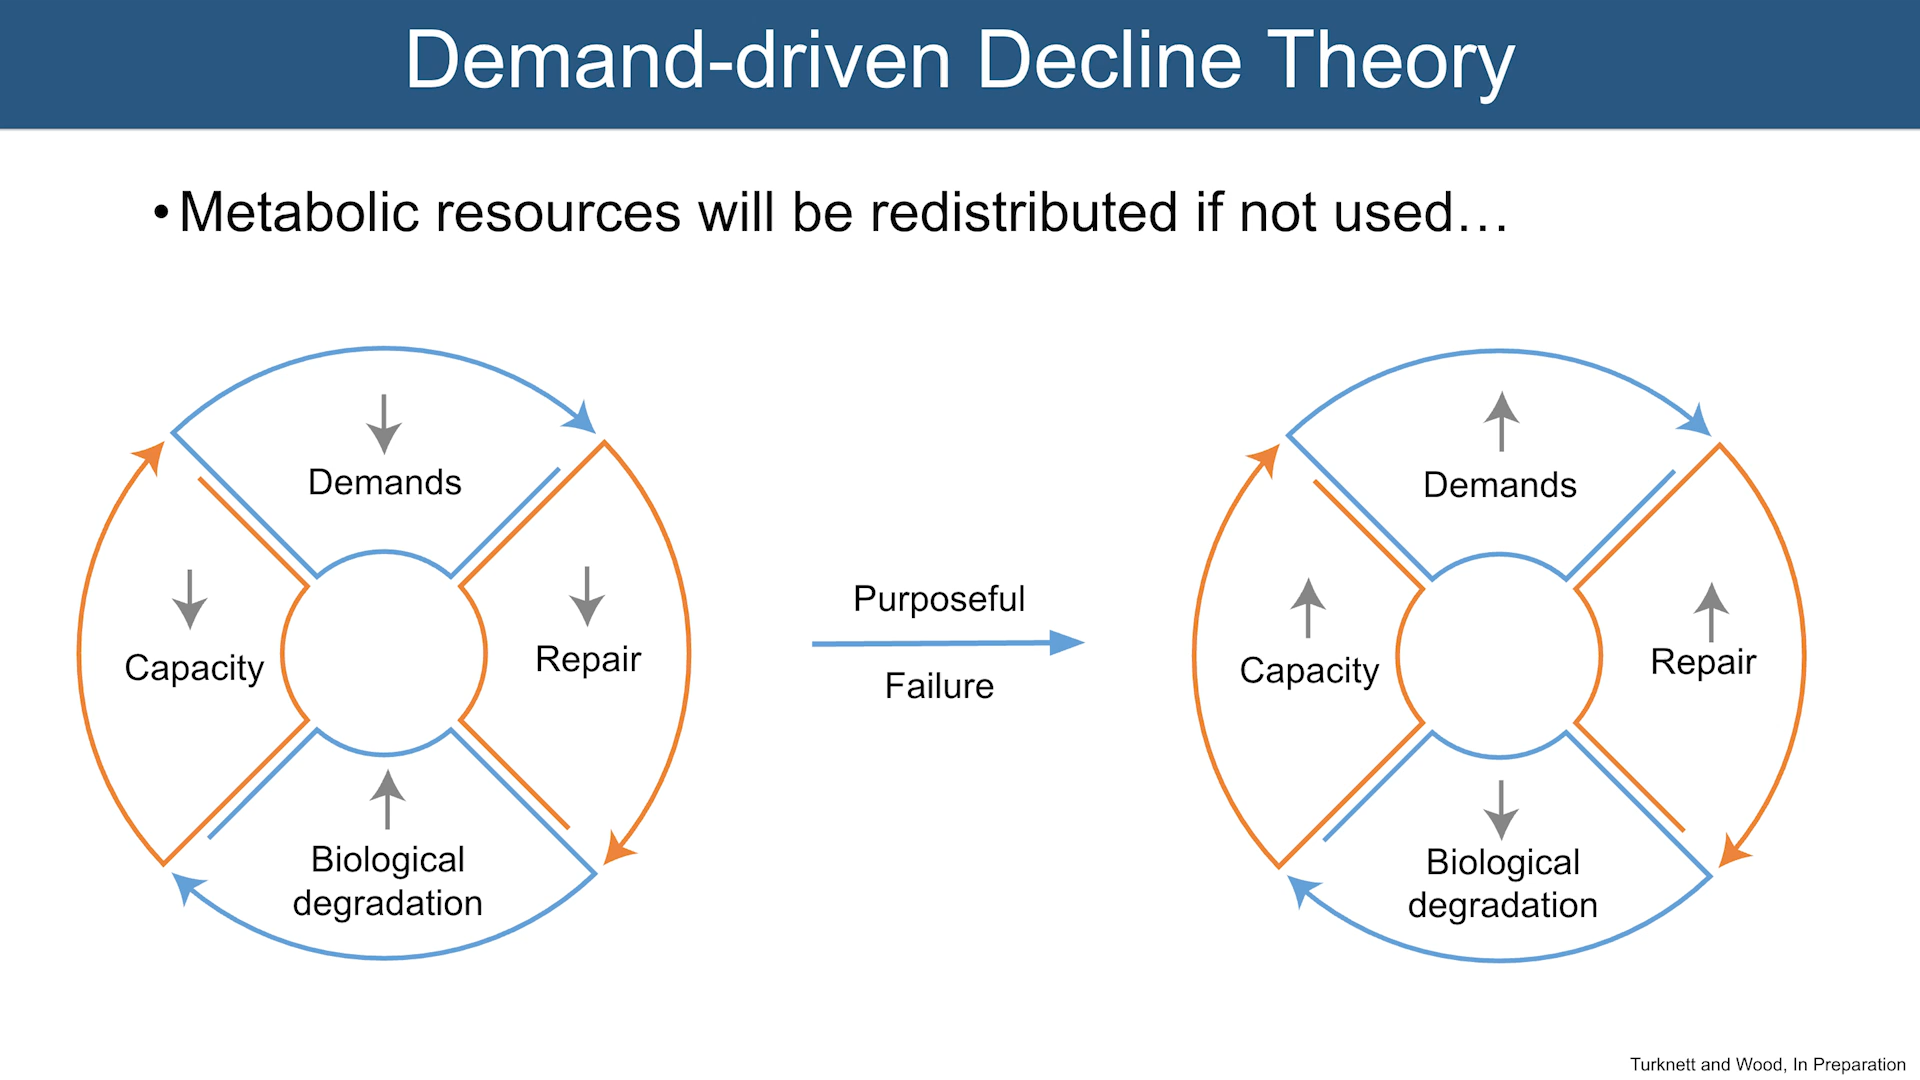 Demand-driven Decline Theory
•Metabolic resources will be redistributed if not used…
Demands
Capacity
Repair
Biological
degradation
Purposeful
Failure
Demands
Capacity
Repair
Biological
degradation
Turknett and Wood, In Preparation